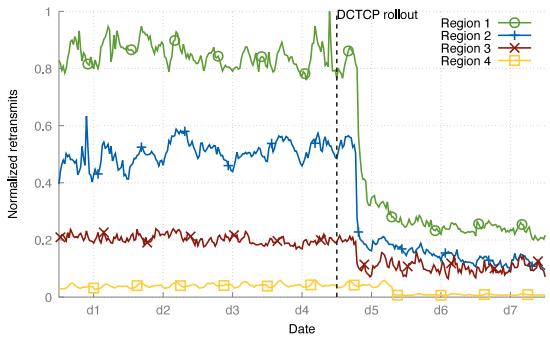 DCTCP rollout
Region 1
Region 2
Region 3
Region 4
Normalized retransmits
1
0.8
0.6
0.4
0.2
0
d1 d2 d3 d4 d5 d6 d7
Date